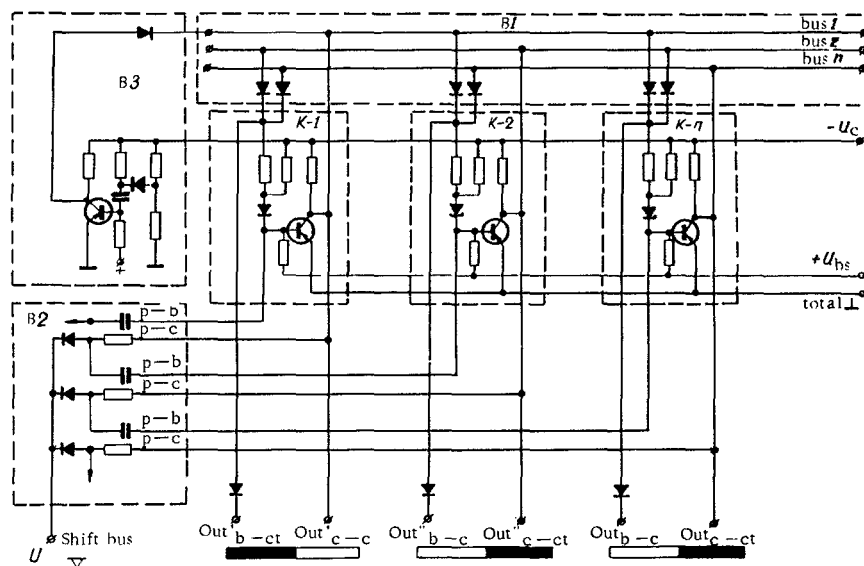 B1
bus 1
bus 2
bus n
B3
K-1
K-2
K-n
-Uc
+
+Ubs
total ⊥
B2
p-b
p-c
p-b
p-c
p-b
p-c
U Shift bus
Out' b-ct
Out' c-c
Out" b-c
Out" c-ct
Out b-c
Out c-ct